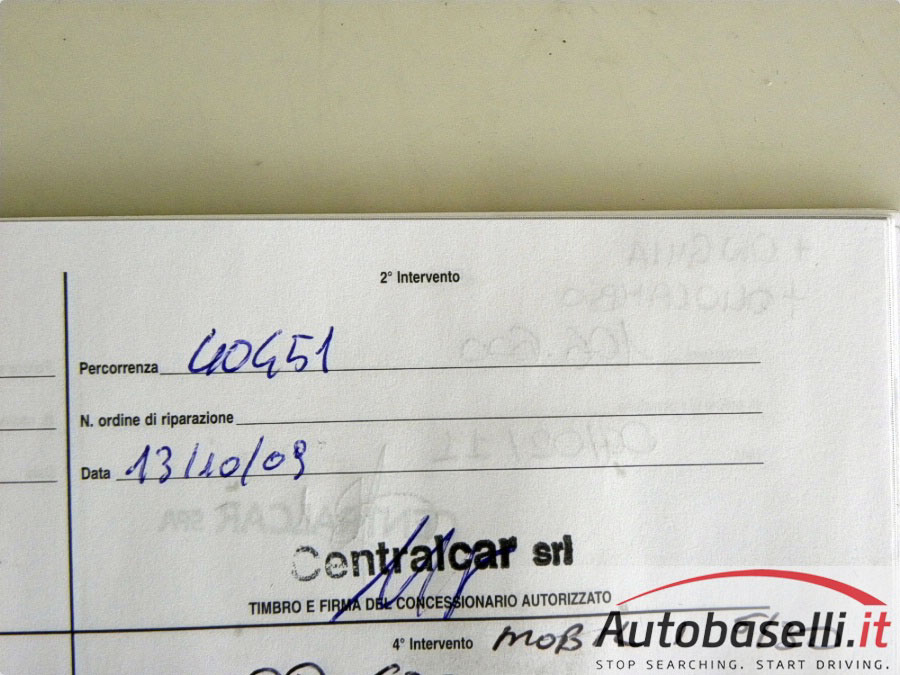 2° Intervento
Percorrenza 40451
N. ordine di riparazione
Data 13/10/09
Centralcar srl
TIMBRO E FIRMA DEL CONCESSIONARIO AUTORIZZATO
4° Intervento
Autobaselli.it
STOP SEARCHING. START DRIVING.